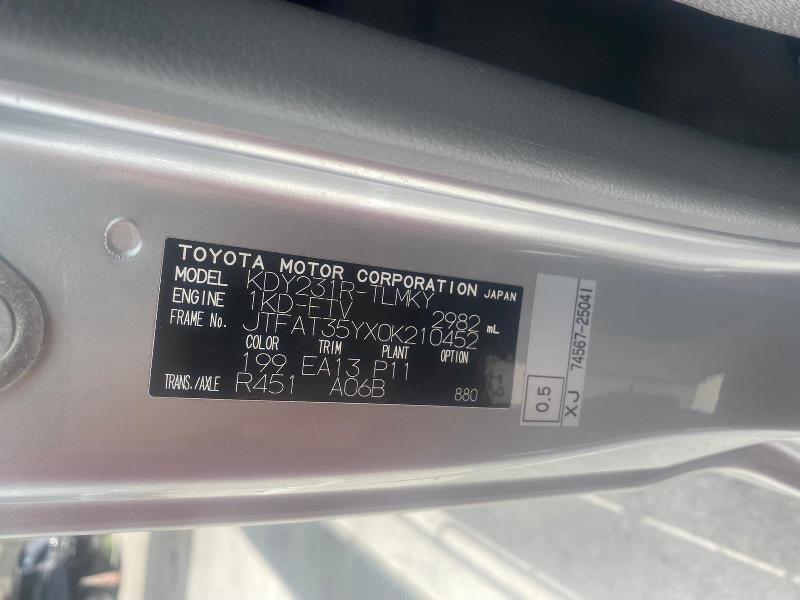 TOYOTA MOTOR CORPORATION JAPAN
MODEL KDY231R-TLMKY
ENGINE 1KD-FTV 2982 mL
FRAME No. JTFAT35YX0K210452
COLOR TRIM PLANT OPTION
199 EA13 P11
TRANS./AXLE R451 A06B 880
74567-25041
0.5 XJ